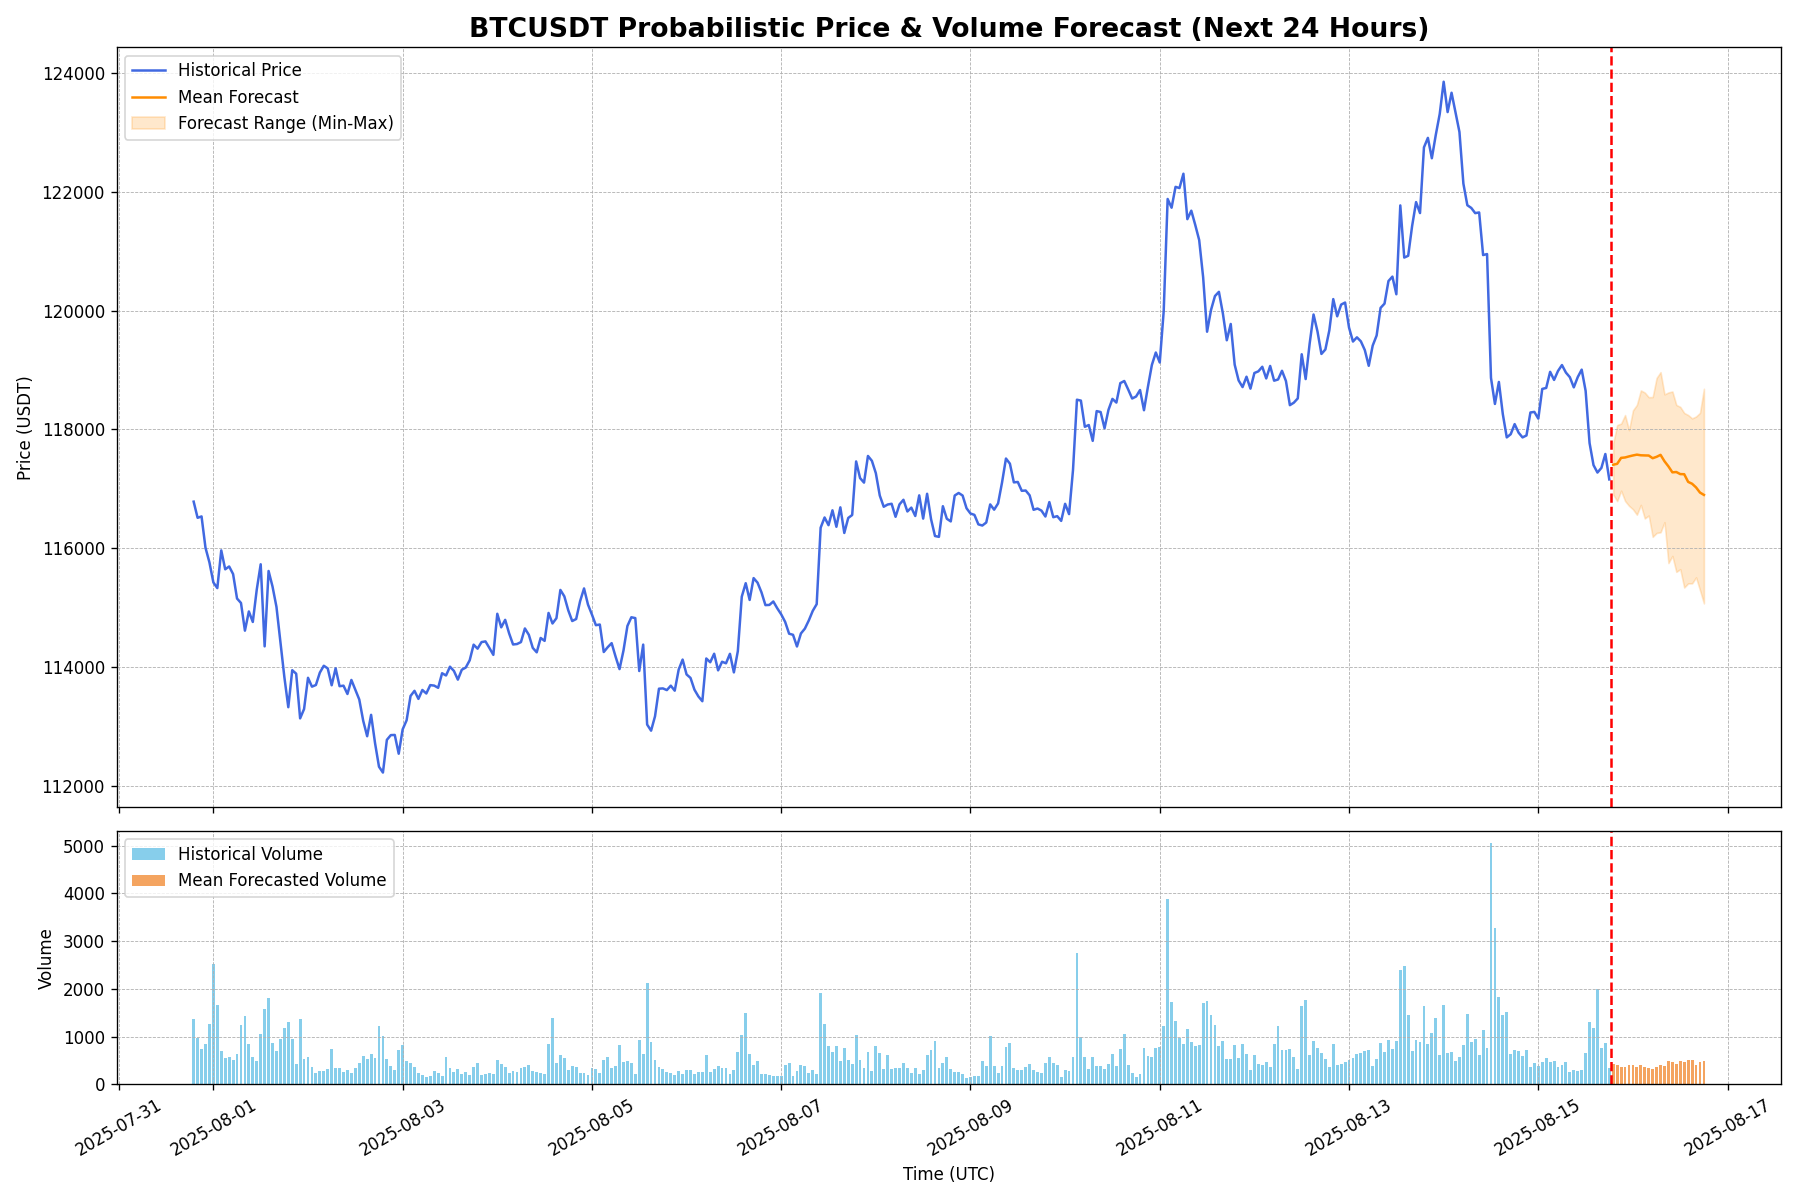 BTCUSDT Probabilistic Price & Volume Forecast (Next 24 Hours)
Historical Price
Mean Forecast
Forecast Range (Min-Max)
Price (USDT)
124000
122000
120000
118000
116000
114000
112000
Historical Volume
Mean Forecasted Volume
Volume
5000
4000
3000
2000
1000
0
2025-07-31
2025-08-01
2025-08-03
2025-08-05
2025-08-07
2025-08-09
2025-08-11
2025-08-13
2025-08-15
2025-08-17
Time (UTC)